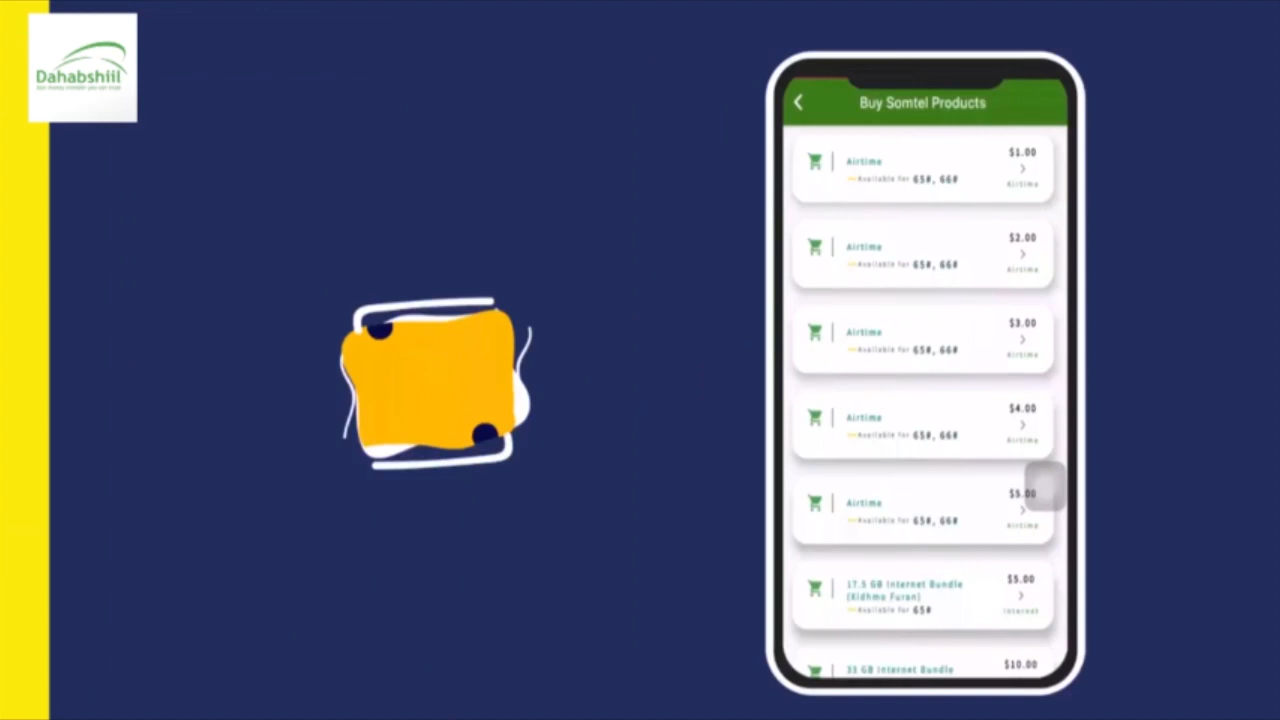 Dahabshiil
Buy Somtel Products
Airtime
Available for 65#, 66#
$1.00
Airtime
Airtime
Available for 65#, 66#
$2.00
Airtime
Airtime
Available for 65#, 66#
$3.00
Airtime
Airtime
Available for 65#, 66#
$4.00
Airtime
Airtime
Available for 65#, 66#
$5.00
Airtime
17.5 GB Internet Bundle
(Xidhmo Furan)
Available for 65#
$5.00
Internet
33 GB Internet Bundle
$10.00